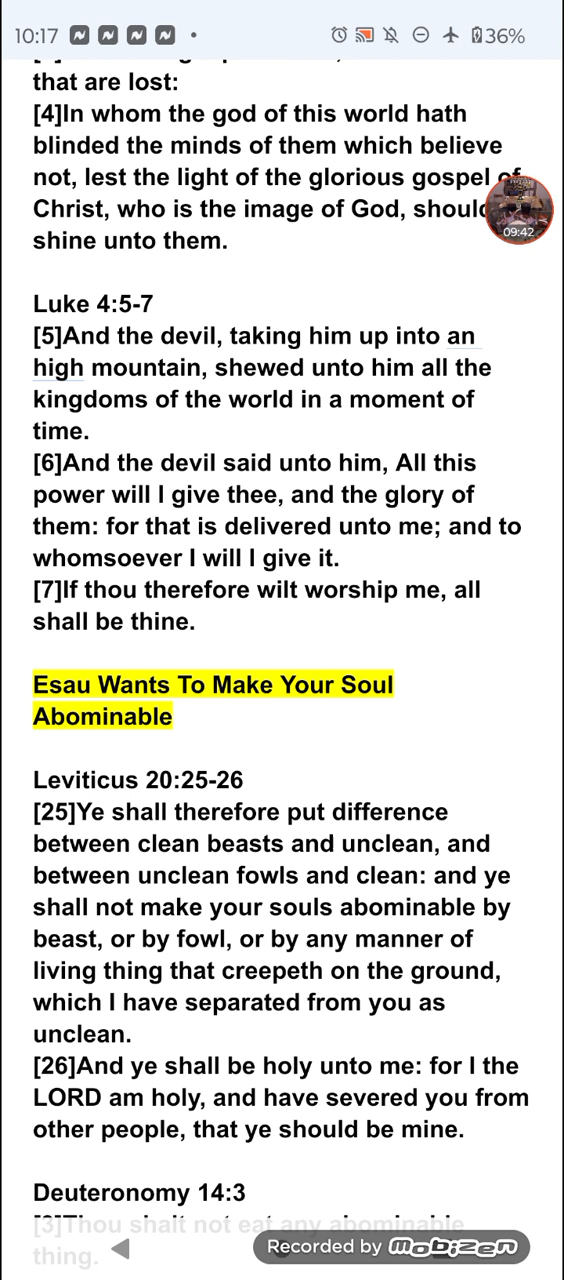 10:17
36%
that are lost:
[4]In whom the god of this world hath
blinded the minds of them which believe
not, lest the light of the glorious gospel of
Christ, who is the image of God, should
09:42
shine unto them.
Luke 4:5-7
[5]And the devil, taking him up into an
high mountain, shewed unto him all the
kingdoms of the world in a moment of
time.
[6]And the devil said unto him, All this
power will I give thee, and the glory of
them: for that is delivered unto me; and to
whomsoever I will I give it.
[7]If thou therefore wilt worship me, all
shall be thine.
Esau Wants To Make Your Soul
Abominable
Leviticus 20:25-26
[25]Ye shall therefore put difference
between clean beasts and unclean, and
between unclean fowls and clean: and ye
shall not make your souls abominable by
beast, or by fowl, or by any manner of
living thing that creepeth on the ground,
which I have separated from you as
unclean.
[26]And ye shall be holy unto me: for I the
LORD am holy, and have severed you from
other people, that ye should be mine.
Deuteronomy 14:3
[3]Thou shalt not eat any abominable
thing.
Recorded by mobizen